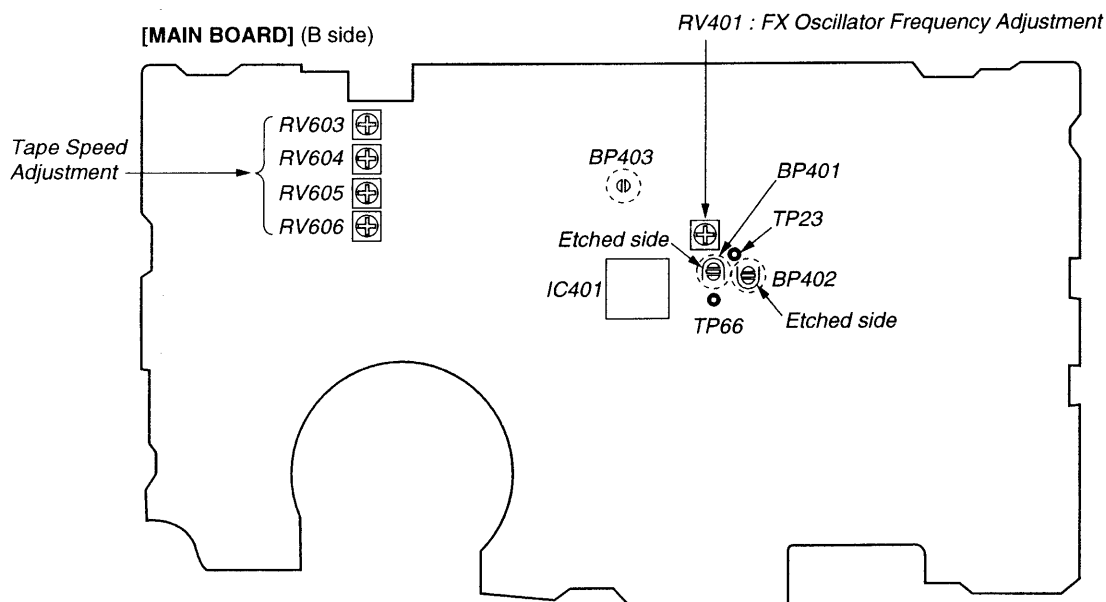 RV401 : FX Oscillator Frequency Adjustment
[MAIN BOARD] (B side)
Tape Speed
Adjustment
RV603
RV604
RV605
RV606
BP403
BP401
TP23
Etched side
IC401
BP402
TP66
Etched side